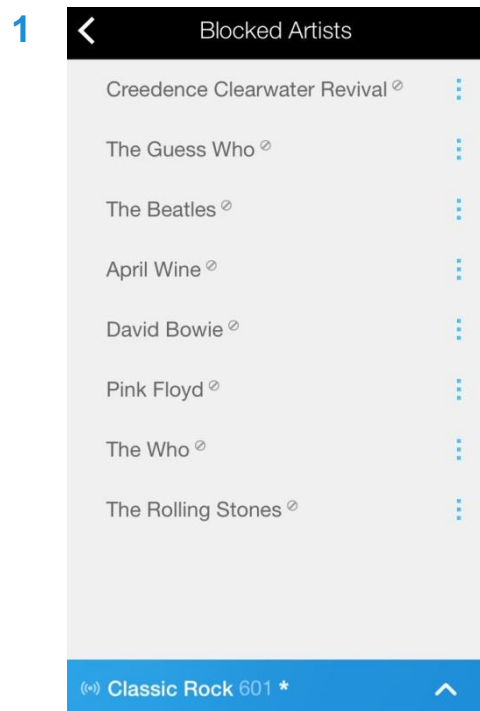 1
Blocked Artists
Creedence Clearwater Revival
The Guess Who
The Beatles
April Wine
David Bowie
Pink Floyd
The Who
The Rolling Stones
Classic Rock 601 *